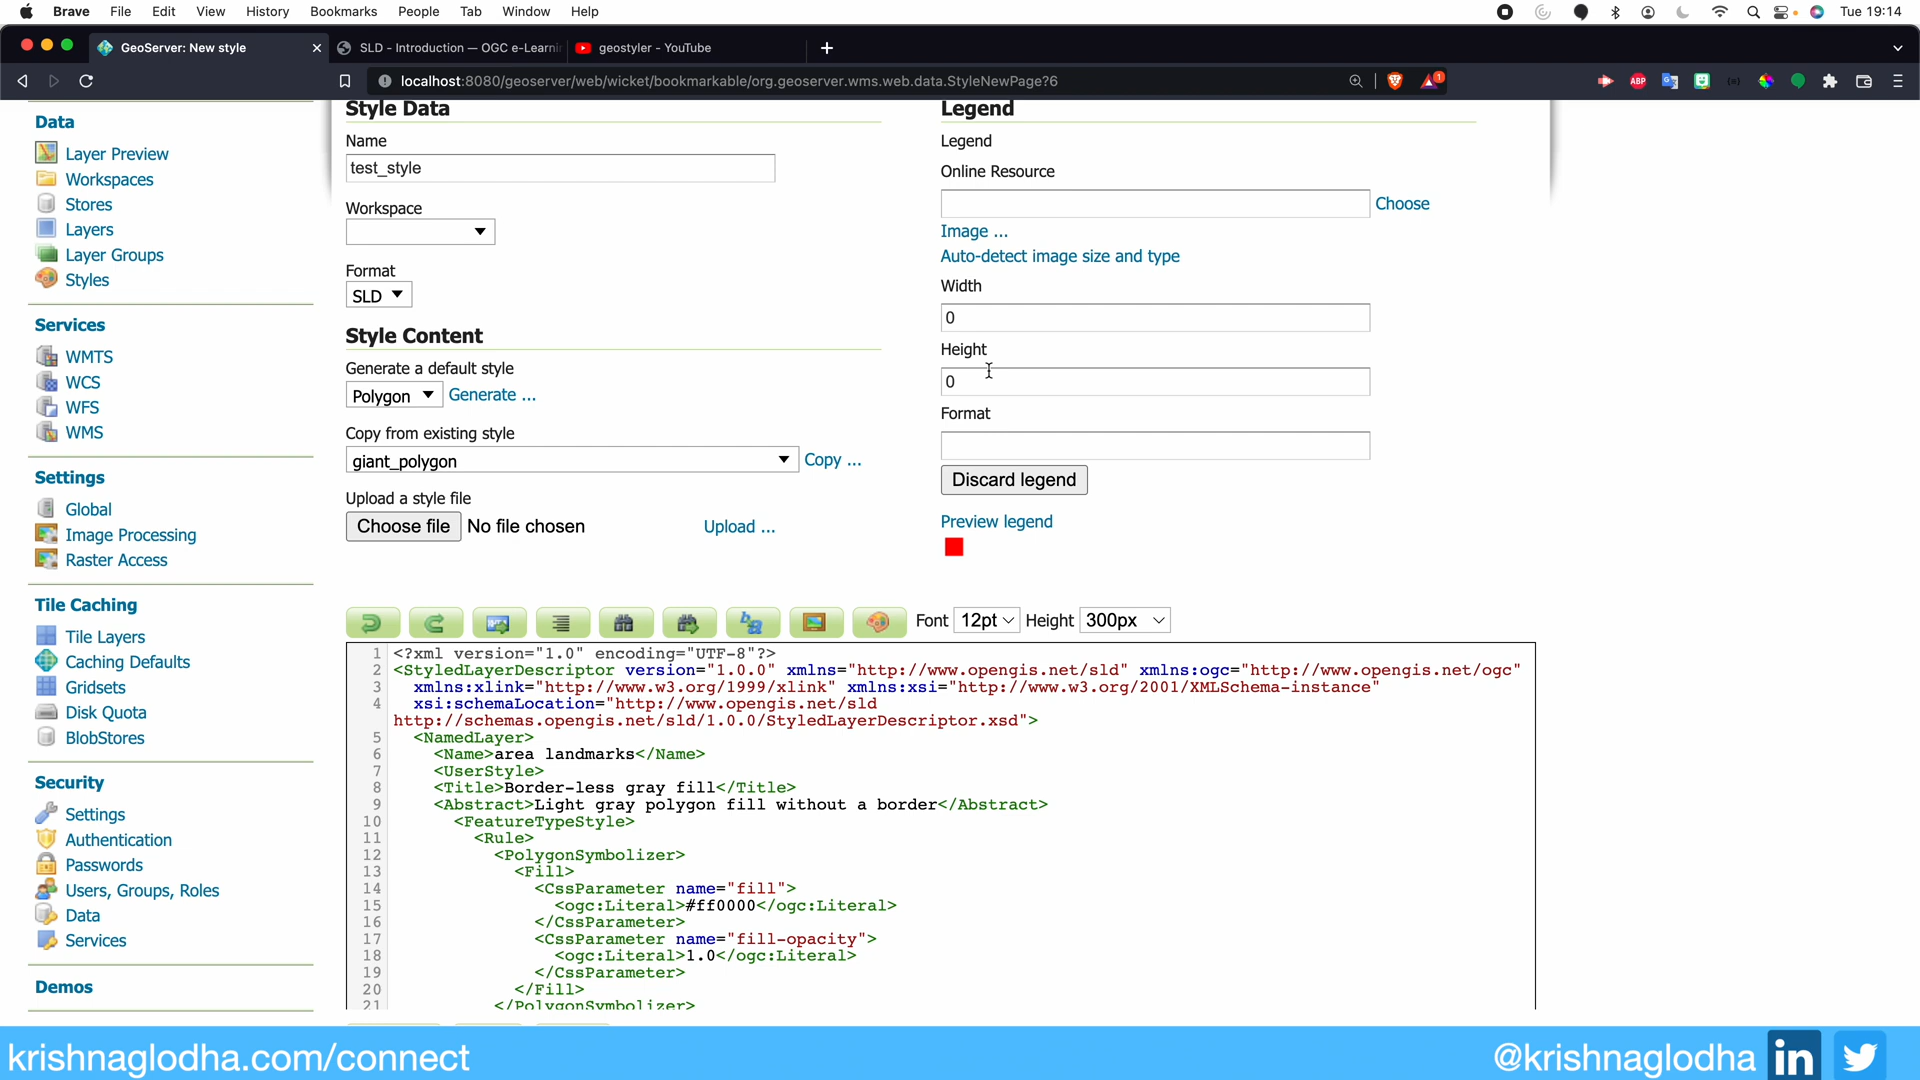 Brave File Edit View History Bookmarks People Tab Window Help Tue 19:14
GeoServer: New style SLD - Introduction — OGC e-Learni geostyler - YouTube
localhost:8080/geoserver/web/wicket/bookmarkable/org.geoserver.wms.web.data.StyleNewPage?6 1 ABP
Data
Layer Preview
Workspaces
Stores
Layers
Layer Groups
Styles
Services
WMTS
WCS
WFS
WMS
Settings
Global
Image Processing
Raster Access
Tile Caching
Tile Layers
Caching Defaults
Gridsets
Disk Quota
BlobStores
Security
Settings
Authentication
Passwords
Users, Groups, Roles
Data
Services
Demos
Style Data
Name
test_style
Workspace
Format
SLD
Style Content
Generate a default style
Polygon Generate ...
Copy from existing style
giant_polygon Copy ...
Upload a style file
Choose file No file chosen Upload ...
Legend
Legend
Online Resource
Choose
Image ...
Auto-detect image size and type
Width
0
Height
0
Format
Discard legend
Preview legend
Font 12pt Height 300px
1 <?xml version="1.0" encoding="UTF-8"?>
2 <StyledLayerDescriptor version="1.0.0" xmlns="http://www.opengis.net/sld" xmlns:ogc="http://www.opengis.net/ogc"
3 xmlns:xlink="http://www.w3.org/1999/xlink" xmlns:xsi="http://www.w3.org/2001/XMLSchema-instance"
4 xsi:schemaLocation="http://www.opengis.net/sld
http://schemas.opengis.net/sld/1.0.0/StyledLayerDescriptor.xsd">
5 <NamedLayer>
6 <Name>area landmarks</Name>
7 <UserStyle>
8 <Title>Border-less gray fill</Title>
9 <Abstract>Light gray polygon fill without a border</Abstract>
10 <FeatureTypeStyle>
11 <Rule>
12 <PolygonSymbolizer>
13 <Fill>
14 <CssParameter name="fill">
15 <ogc:Literal>#ff0000</ogc:Literal>
16 </CssParameter>
17 <CssParameter name="fill-opacity">
18 <ogc:Literal>1.0</ogc:Literal>
19 </CssParameter>
20 </Fill>
21 </PolygonSymbolizer>
krishnaglodha.com/connect @krishnaglodha in